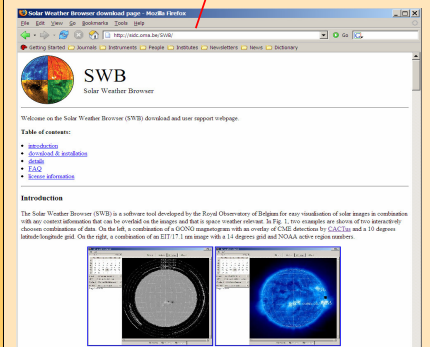 Solar Weather Browser download page - Mozilla Firefox
File Edit View Go Bookmarks Tools Help
http://sidc.oma.be/SWB/ Go
Getting Started Journals Instruments People Institutes Newsletters News Dictionary
SWB
Solar Weather Browser
Welcome on the Solar Weather Browser (SWB) download and user support webpage.
Table of contents:
introduction
download & installation
details
FAQ
license information
Introduction
The Solar Weather Browser (SWB) is a software tool developed by the Royal Observatory of Belgium for easy visualisation of solar images in combination
with any context information that can be overlaid on the images and that is space weather relevant. In Fig. 1, two examples are shown of two interactively
choosen combinations of data. On the left, a combination of a GONG magnetogram with an overlay of CME detections by CACTus and a 10 degrees
latitude/longitude grid. On the right, a combination of an EIT/17.1 nm image with a 14 degrees grid and NOAA active region numbers.